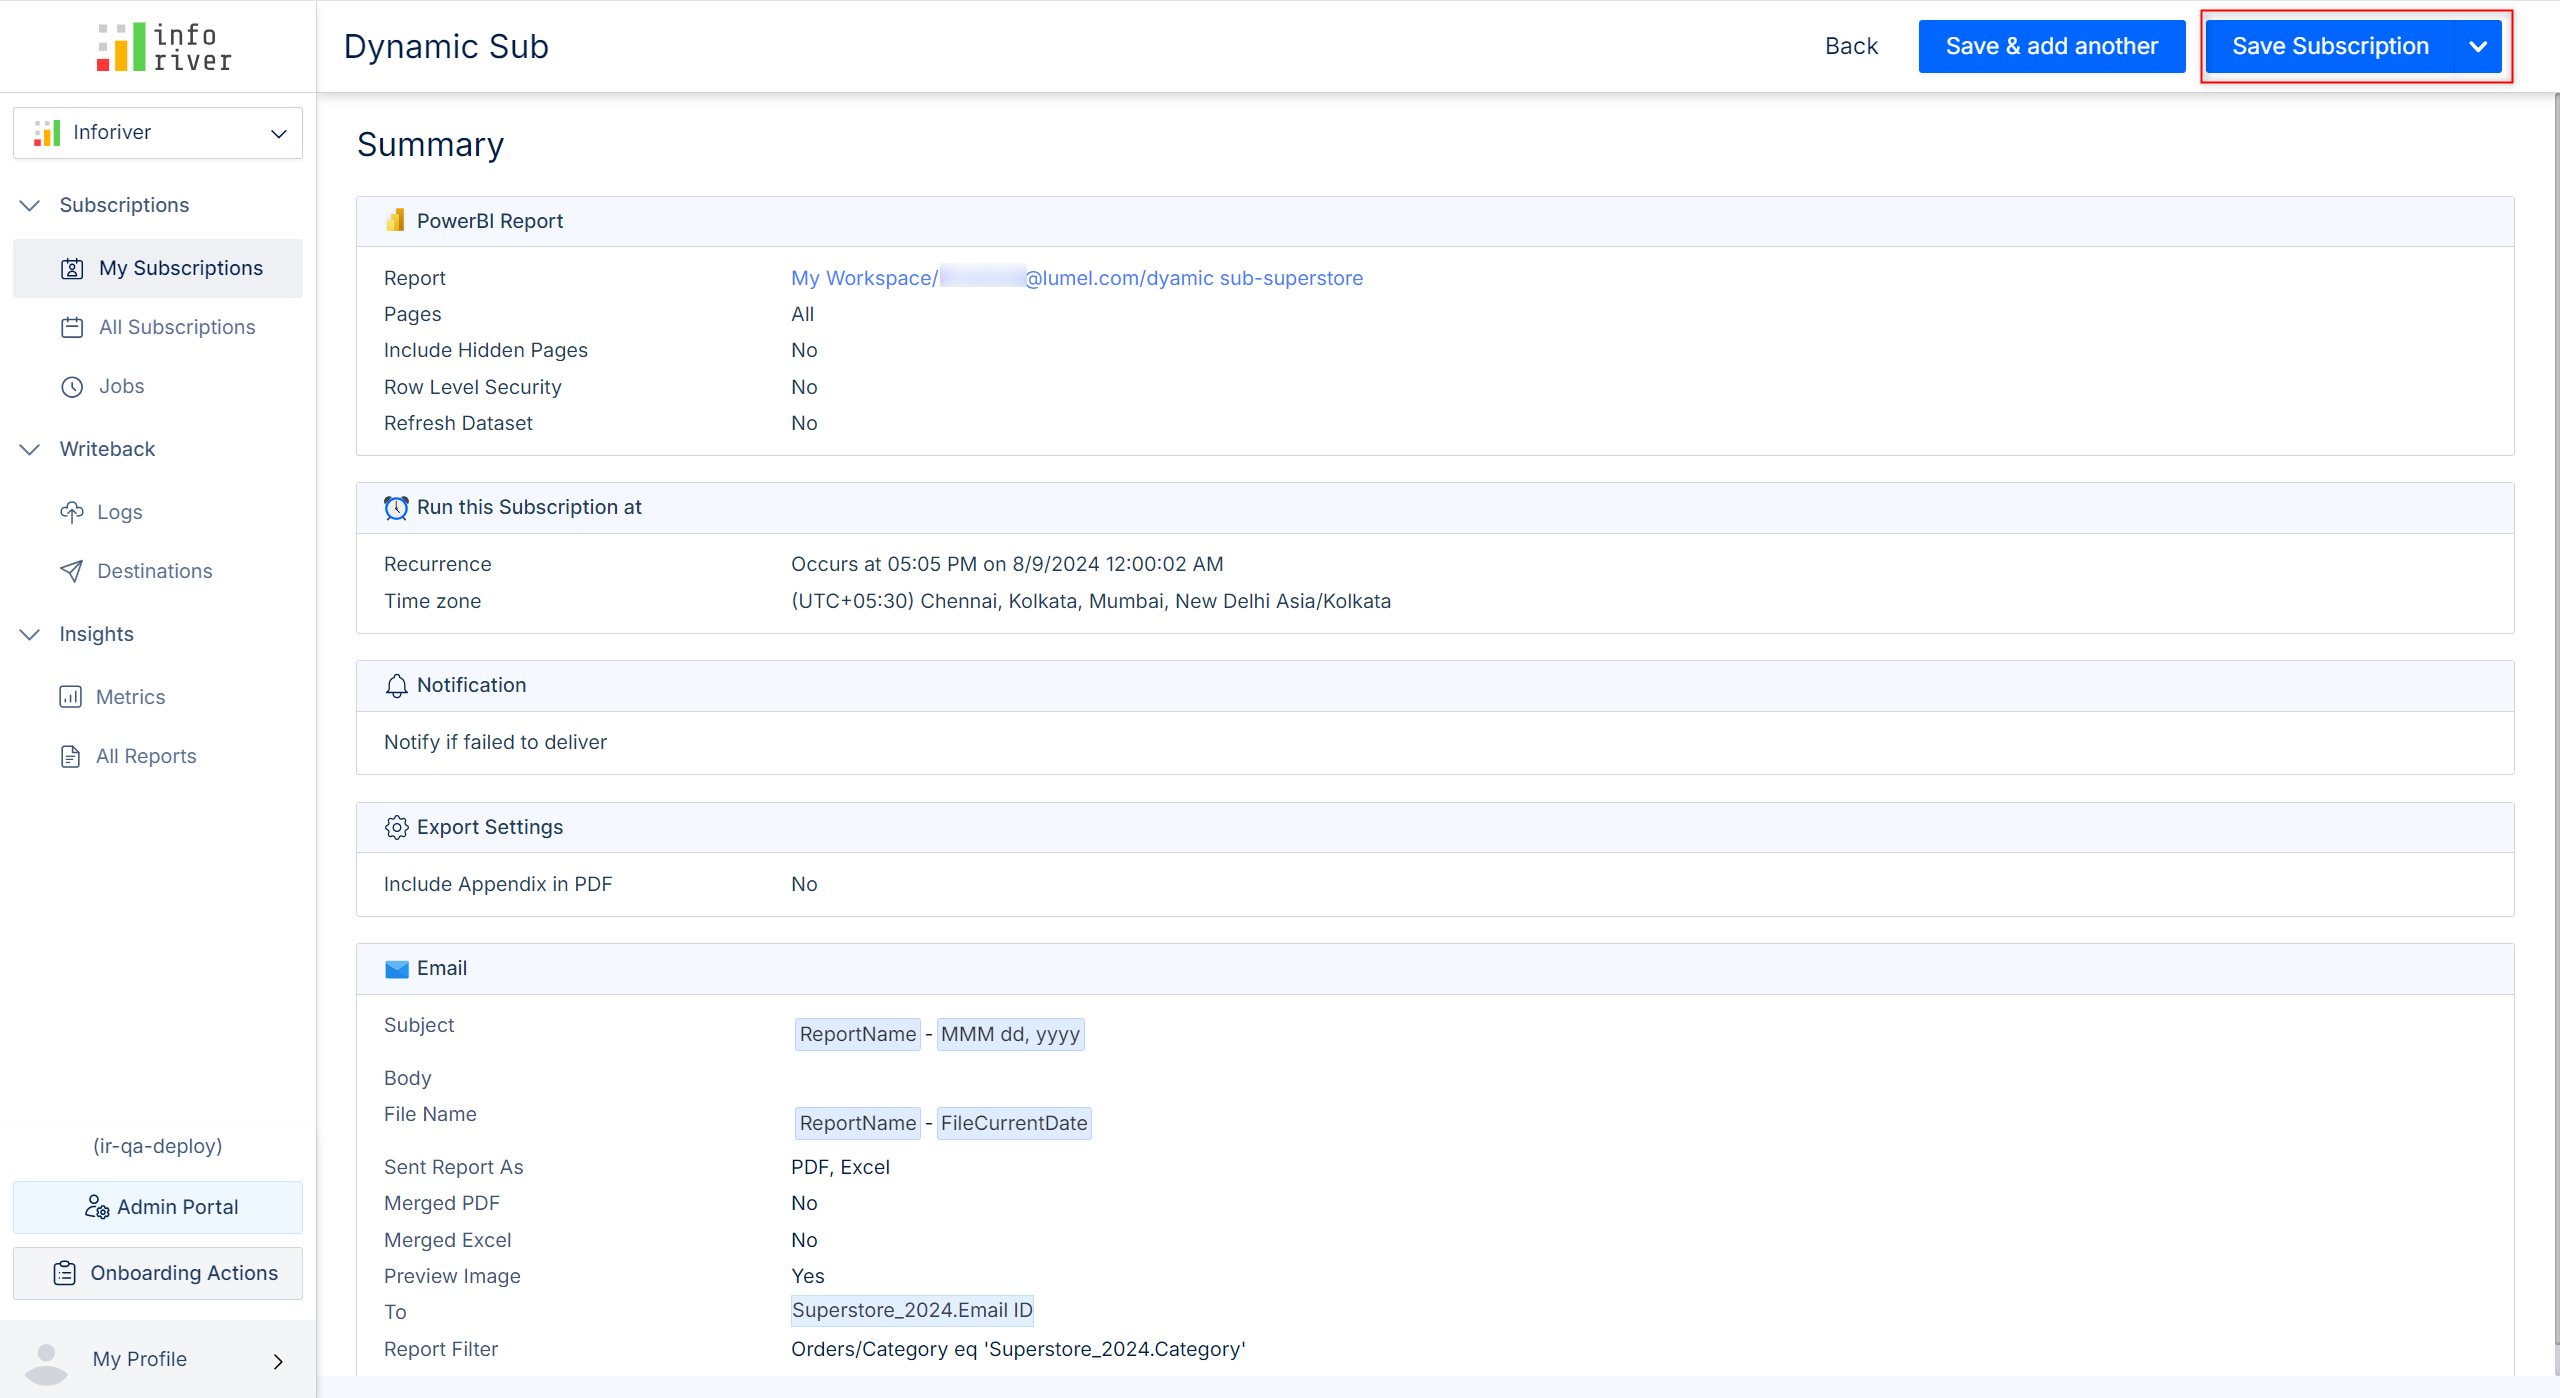 info
river
Dynamic Sub
Back
Save & add another
Save Subscription
Inforiver
Subscriptions
My Subscriptions
All Subscriptions
Jobs
Writeback
Logs
Destinations
Insights
Metrics
All Reports
(ir-qa-deploy)
Admin Portal
Onboarding Actions
My Profile
Summary
PowerBI Report
Report My Workspace/ @lumel.com/dyamic sub-superstore
Pages All
Include Hidden Pages No
Row Level Security No
Refresh Dataset No
Run this Subscription at
Recurrence Occurs at 05:05 PM on 8/9/2024 12:00:02 AM
Time zone (UTC+05:30) Chennai, Kolkata, Mumbai, New Delhi Asia/Kolkata
Notification
Notify if failed to deliver
Export Settings
Include Appendix in PDF No
Email
Subject ReportName - MMM dd, yyyy
Body
File Name ReportName - FileCurrentDate
Sent Report As PDF, Excel
Merged PDF No
Merged Excel No
Preview Image Yes
To Superstore_2024.Email ID
Report Filter Orders/Category eq 'Superstore_2024.Category'